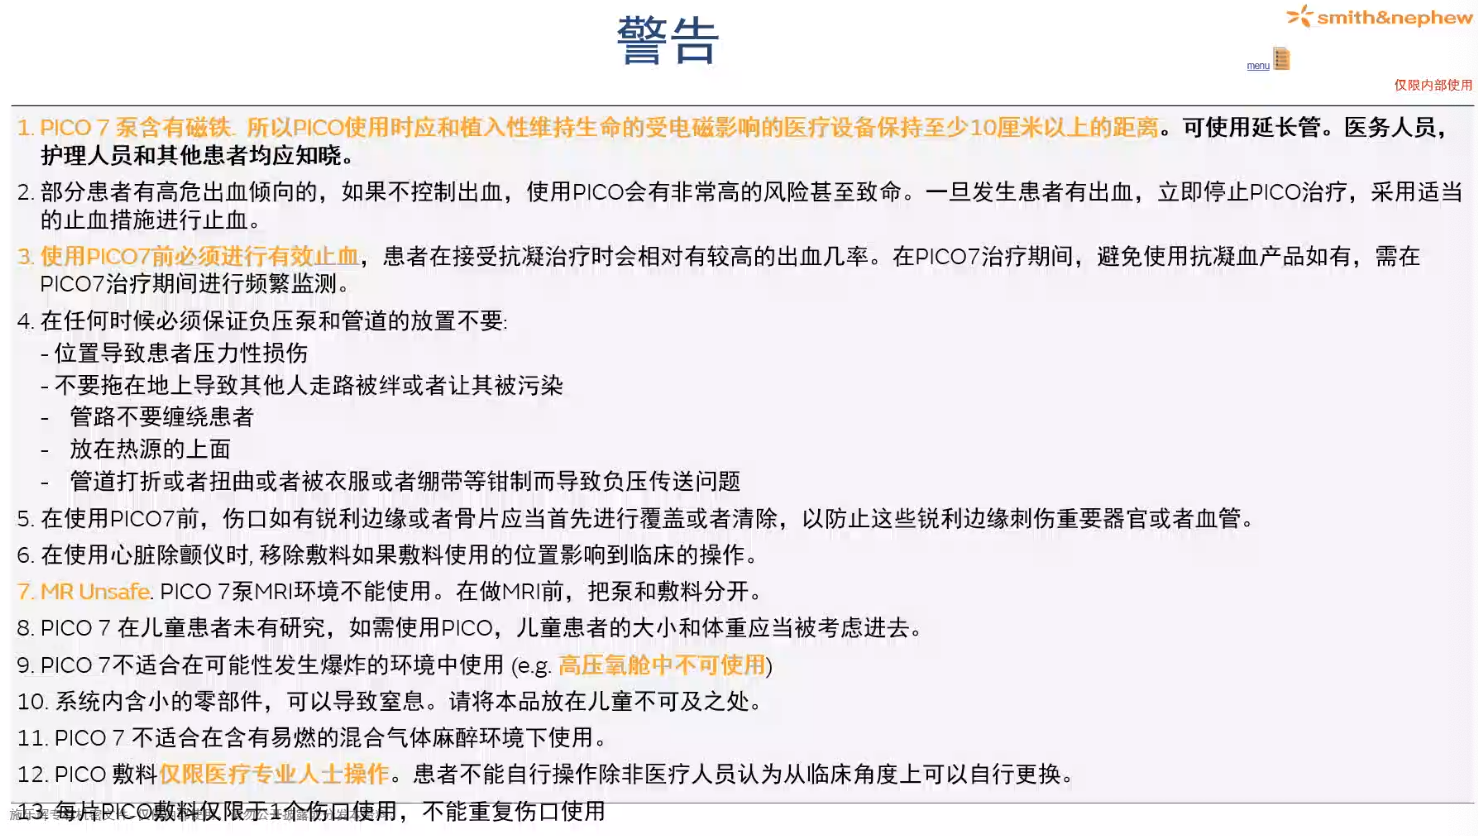 smith&nephew
警告
menu
仅限内部使用
1. PICO 7 泵含有磁铁. 所以PICO使用时应和植入性维持生命的受电磁影响的医疗设备保持至少10厘米以上的距离。可使用延长管。医务人员，
护理人员和其他患者均应知晓。
2. 部分患者有高危出血倾向的，如果不控制出血，使用PICO会有非常高的风险甚至致命。一旦发生患者有出血，立即停止PICO治疗，采用适当
的止血措施进行止血。
3. 使用PICO7前必须进行有效止血，患者在接受抗凝治疗时会相对有较高的出血几率。在PICO7治疗期间，避免使用抗凝血产品如有，需在
PICO7治疗期间进行频繁监测。
4. 在任何时候必须保证负压泵和管道的放置不要:
- 位置导致患者压力性损伤
- 不要拖在地上导致其他人走路被绊或者让其被污染
- 管路不要缠绕患者
- 放在热源的上面
- 管道打折或者扭曲或者被衣服或者绷带等钳制而导致负压传送问题
5. 在使用PICO7前，伤口如有锐利边缘或者骨片应当首先进行覆盖或者清除，以防止这些锐利边缘刺伤重要器官或者血管。
6. 在使用心脏除颤仪时, 移除敷料如果敷料使用的位置影响到临床的操作。
7. MR Unsafe. PICO 7泵MRI环境不能使用。在做MRI前，把泵和敷料分开。
8. PICO 7 在儿童患者未有研究，如需使用PICO，儿童患者的大小和体重应当被考虑进去。
9. PICO 7不适合在可能性发生爆炸的环境中使用 (e.g. 高压氧舱中不可使用)
10. 系统内含小的零部件，可以导致窒息。请将本品放在儿童不可及之处。
11. PICO 7 不适合在含有易燃的混合气体麻醉环境下使用。
12. PICO 敷料仅限医疗专业人士操作。患者不能自行操作除非医疗人员认为从临床角度上可以自行更换。
13. 每片PICO敷料仅限于1个伤口使用，不能重复伤口使用